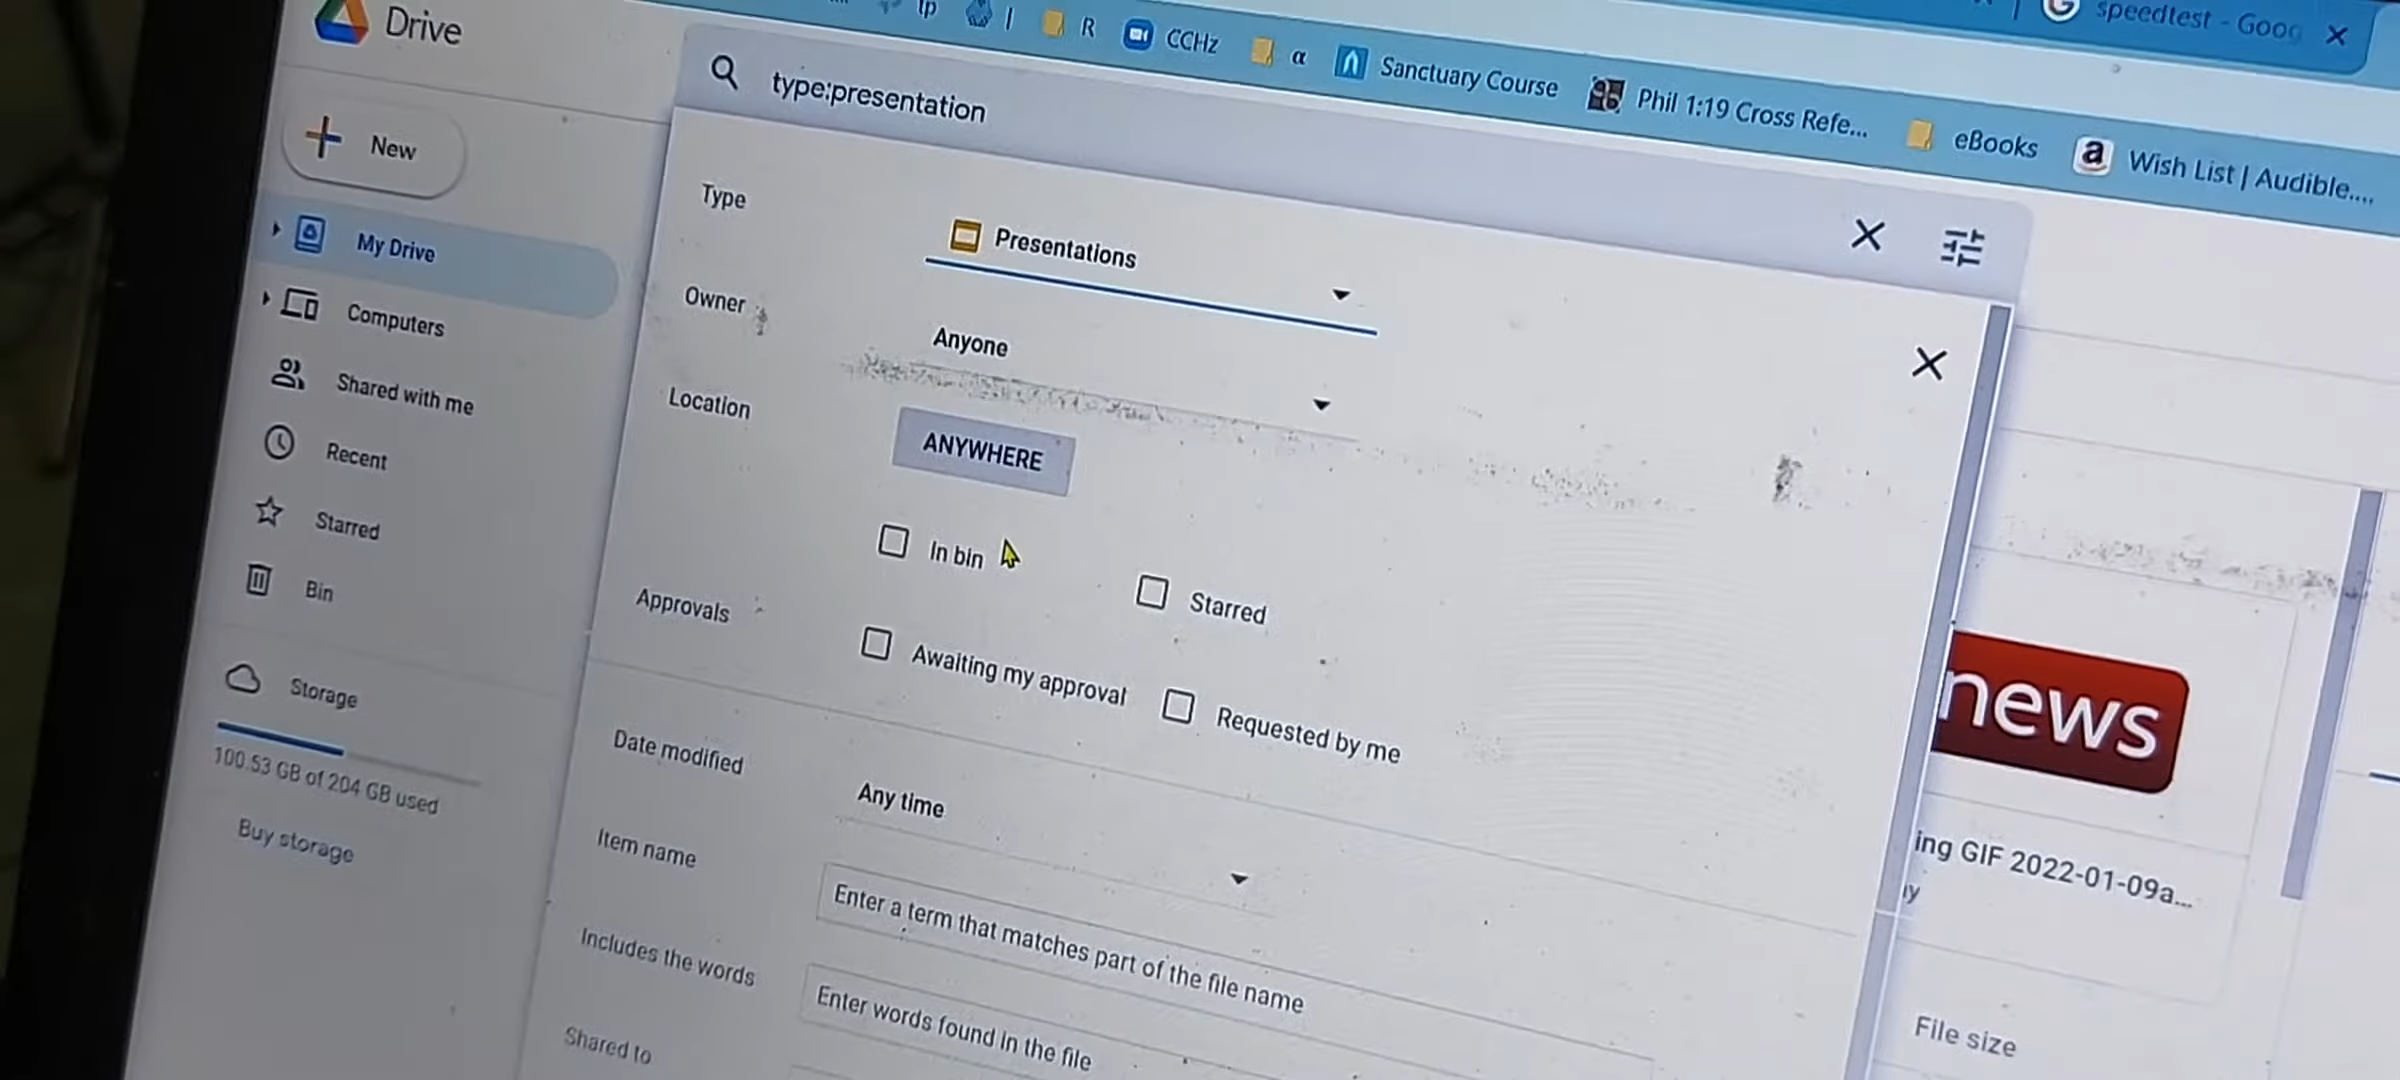 speedtest - Goog
lp
R
CCHz
α
Sanctuary Course
Phil 1:19 Cross Refe...
eBooks
Wish List | Audible....
Drive
type:presentation
New
My Drive
Computers
Shared with me
Recent
Starred
Bin
Storage
100.53 GB of 204 GB used
Buy storage
Type
Presentations
Owner
Anyone
Location
ANYWHERE
In bin
Starred
Approvals
Awaiting my approval
Requested by me
Date modified
Any time
Item name
Enter a term that matches part of the file name
Includes the words
Enter words found in the file
Shared to
news
ing GIF 2022-01-09a...
File size